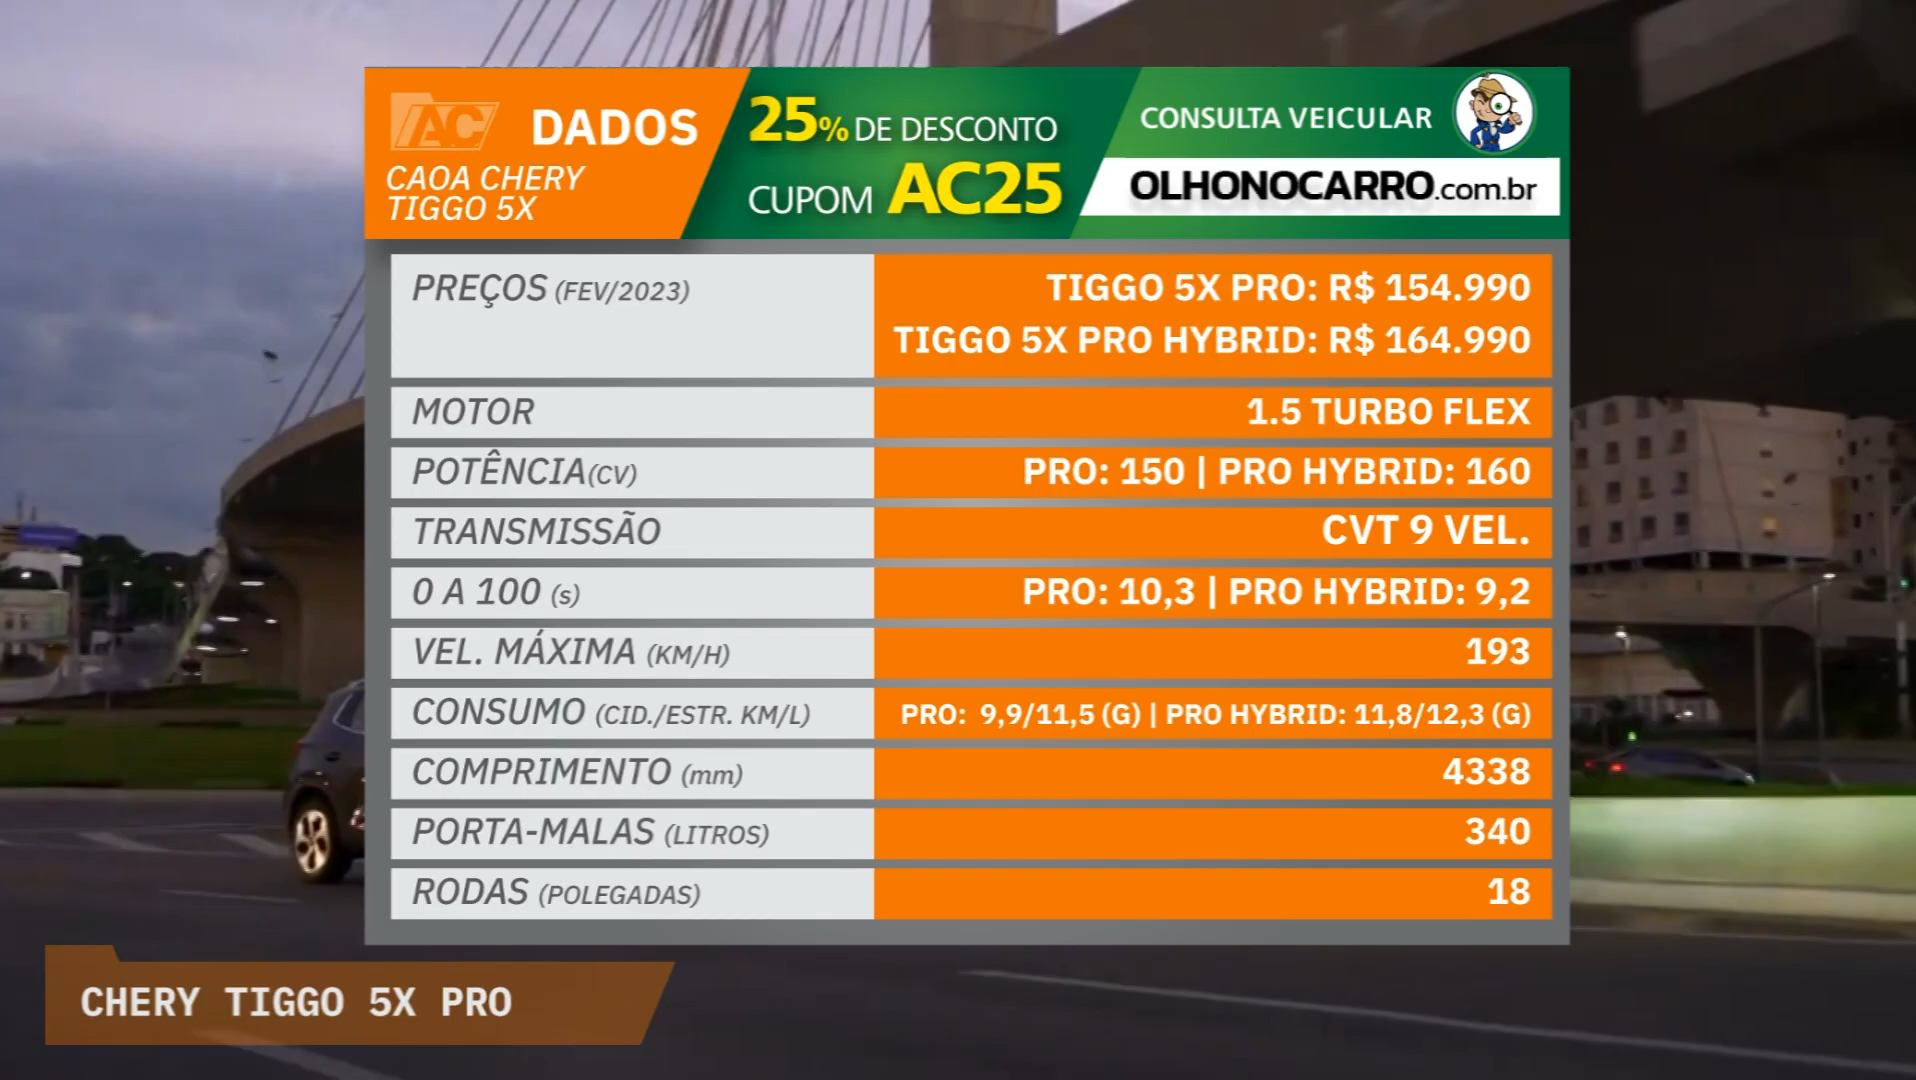 AC DADOS
CAOA CHERY
TIGGO 5X
25% DE DESCONTO
CUPOM AC25
CONSULTA VEICULAR
OLHONOCARRO.com.br
PREÇOS (FEV/2023) TIGGO 5X PRO: R$ 154.990
TIGGO 5X PRO HYBRID: R$ 164.990
MOTOR 1.5 TURBO FLEX
POTÊNCIA(CV) PRO: 150 | PRO HYBRID: 160
TRANSMISSÃO CVT 9 VEL.
0 A 100 (s) PRO: 10,3 | PRO HYBRID: 9,2
VEL. MÁXIMA (KM/H) 193
CONSUMO (CID./ESTR. KM/L) PRO: 9,9/11,5 (G) | PRO HYBRID: 11,8/12,3 (G)
COMPRIMENTO (mm) 4338
PORTA-MALAS (LITROS) 340
RODAS (POLEGADAS) 18
CHERY TIGGO 5X PRO